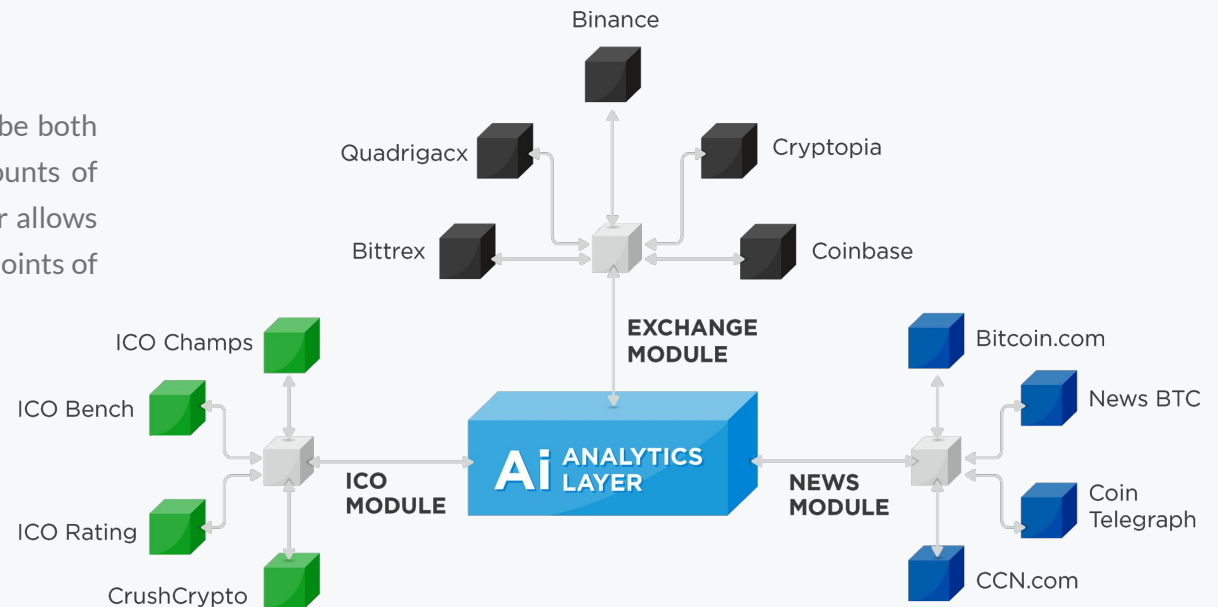 be both
ounts of
r allows
oints of
Binance
Quadrigacx
Cryptopia
Bittrex
Coinbase
EXCHANGE
MODULE
ICO Champs
ICO Bench
ICO Rating
CrushCrypto
ICO
MODULE
Ai ANALYTICS
LAYER
NEWS
MODULE
Bitcoin.com
News BTC
Coin
Telegraph
CCN.com